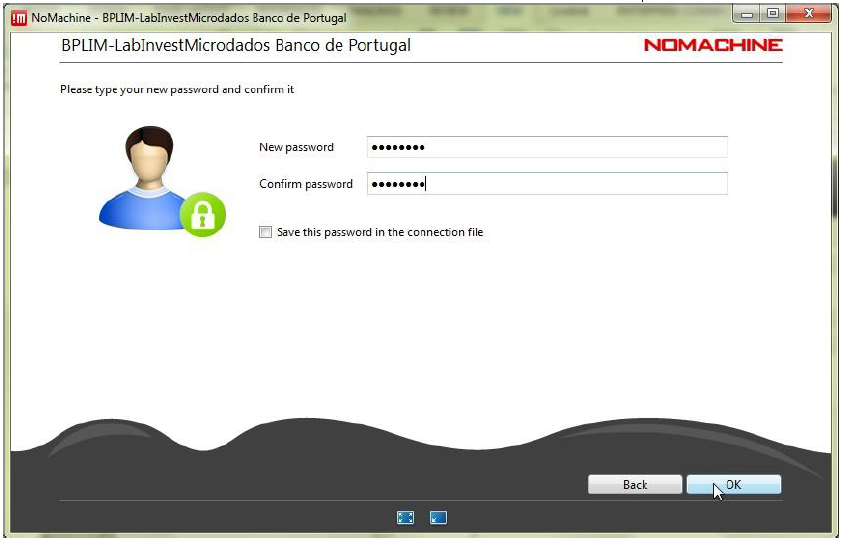 NoMachine - BPLIM-LabInvestMicrodados Banco de Portugal
BPLIM-LabInvestMicrodados Banco de Portugal
NOMACHINE
Please type your new password and confirm it
New password
••••••••
Confirm password
••••••••
Save this password in the connection file
Back
OK